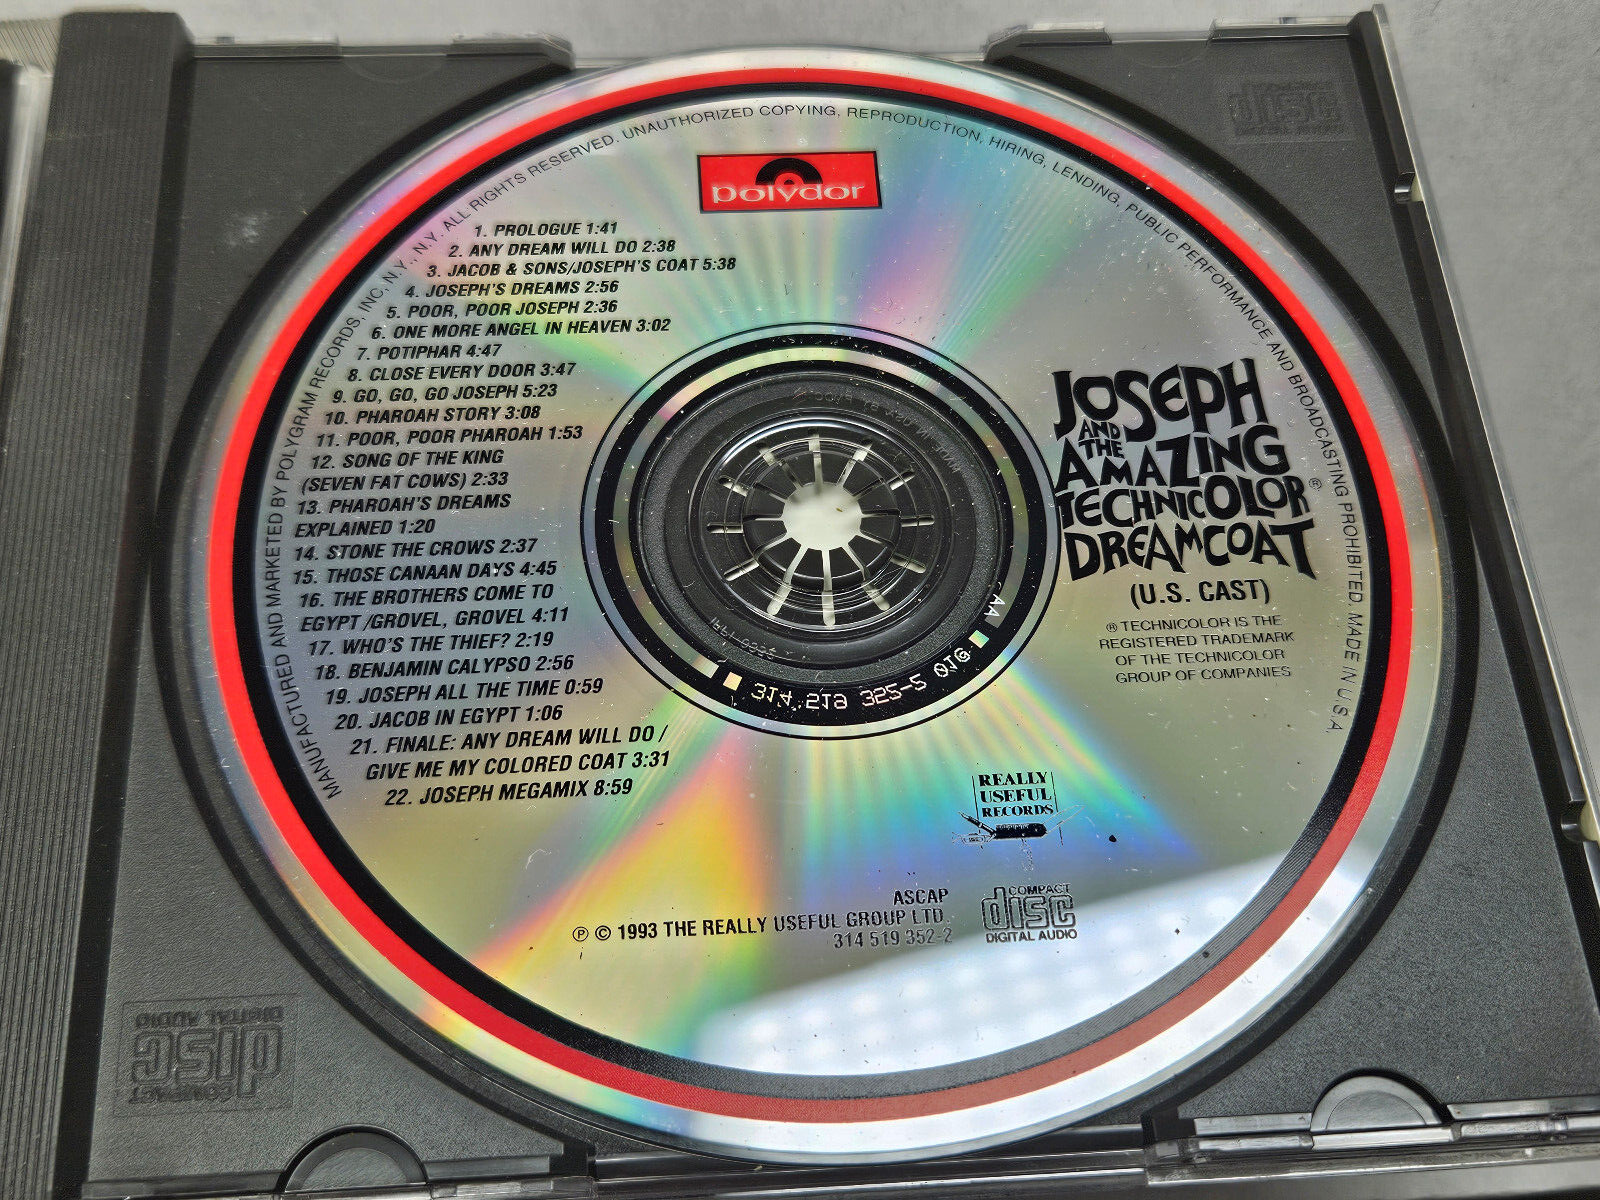 MANUFACTURED AND MARKETED BY POLYGRAM RECORDS, INC., N.Y., N.Y. ALL RIGHTS RESERVED. UNAUTHORIZED COPYING, REPRODUCTION, HIRING, LENDING, PUBLIC PERFORMANCE AND BROADCASTING PROHIBITED. MADE IN U.S.A.
polydor
1. PROLOGUE 1:41
2. ANY DREAM WILL DO 2:38
3. JACOB & SONS/JOSEPH'S COAT 5:38
4. JOSEPH'S DREAMS 2:56
5. POOR, POOR JOSEPH 2:36
6. ONE MORE ANGEL IN HEAVEN 3:02
7. POTIPHAR 4:47
8. CLOSE EVERY DOOR 3:47
9. GO, GO, GO JOSEPH 5:23
10. PHAROAH STORY 3:08
11. POOR, POOR PHAROAH 1:53
12. SONG OF THE KING
(SEVEN FAT COWS) 2:33
13. PHAROAH'S DREAMS
EXPLAINED 1:20
14. STONE THE CROWS 2:37
15. THOSE CANAAN DAYS 4:45
16. THE BROTHERS COME TO
EGYPT /GROVEL, GROVEL 4:11
17. WHO'S THE THIEF? 2:19
18. BENJAMIN CALYPSO 2:56
19. JOSEPH ALL THE TIME 0:59
20. JACOB IN EGYPT 1:06
21. FINALE: ANY DREAM WILL DO /
GIVE ME MY COLORED COAT 3:31
22. JOSEPH MEGAMIX 8:59
JOSEPH
AND THE
AMAZING
TECHNICOLOR®
DREAMCOAT
(U.S. CAST)
® TECHNICOLOR IS THE
REGISTERED TRADEMARK
OF THE TECHNICOLOR
GROUP OF COMPANIES
REALLY
USEFUL
RECORDS
ASCAP
℗ © 1993 THE REALLY USEFUL GROUP LTD.
314 519 352-2
COMPACT
disc
DIGITAL AUDIO
COMPACT
disc
DIGITAL AUDIO